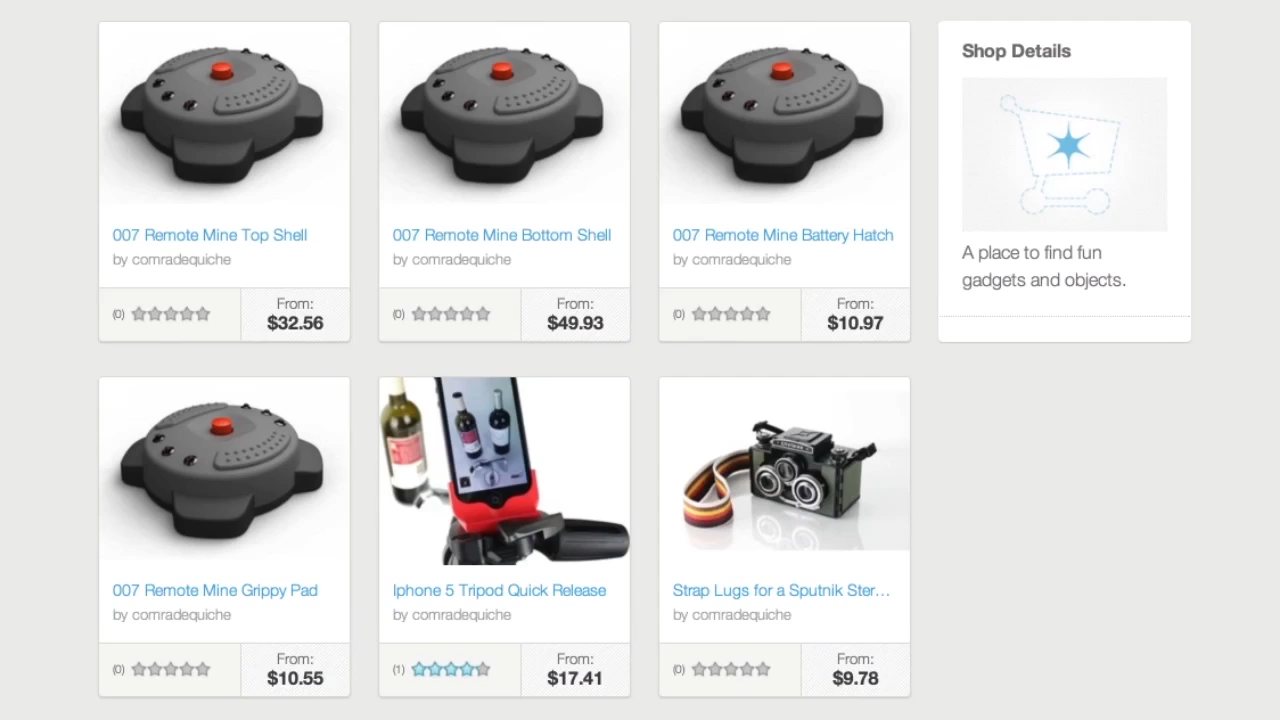 Shop Details
007 Remote Mine Top Shell
by comradequiche
(0)
From:
$32.56
007 Remote Mine Bottom Shell
by comradequiche
(0)
From:
$49.93
007 Remote Mine Battery Hatch
by comradequiche
(0)
From:
$10.97
A place to find fun
gadgets and objects.
007 Remote Mine Grippy Pad
by comradequiche
(0)
From:
$10.55
Iphone 5 Tripod Quick Release
by comradequiche
(1)
From:
$17.41
Strap Lugs for a Sputnik Ster...
by comradequiche
(0)
From:
$9.78